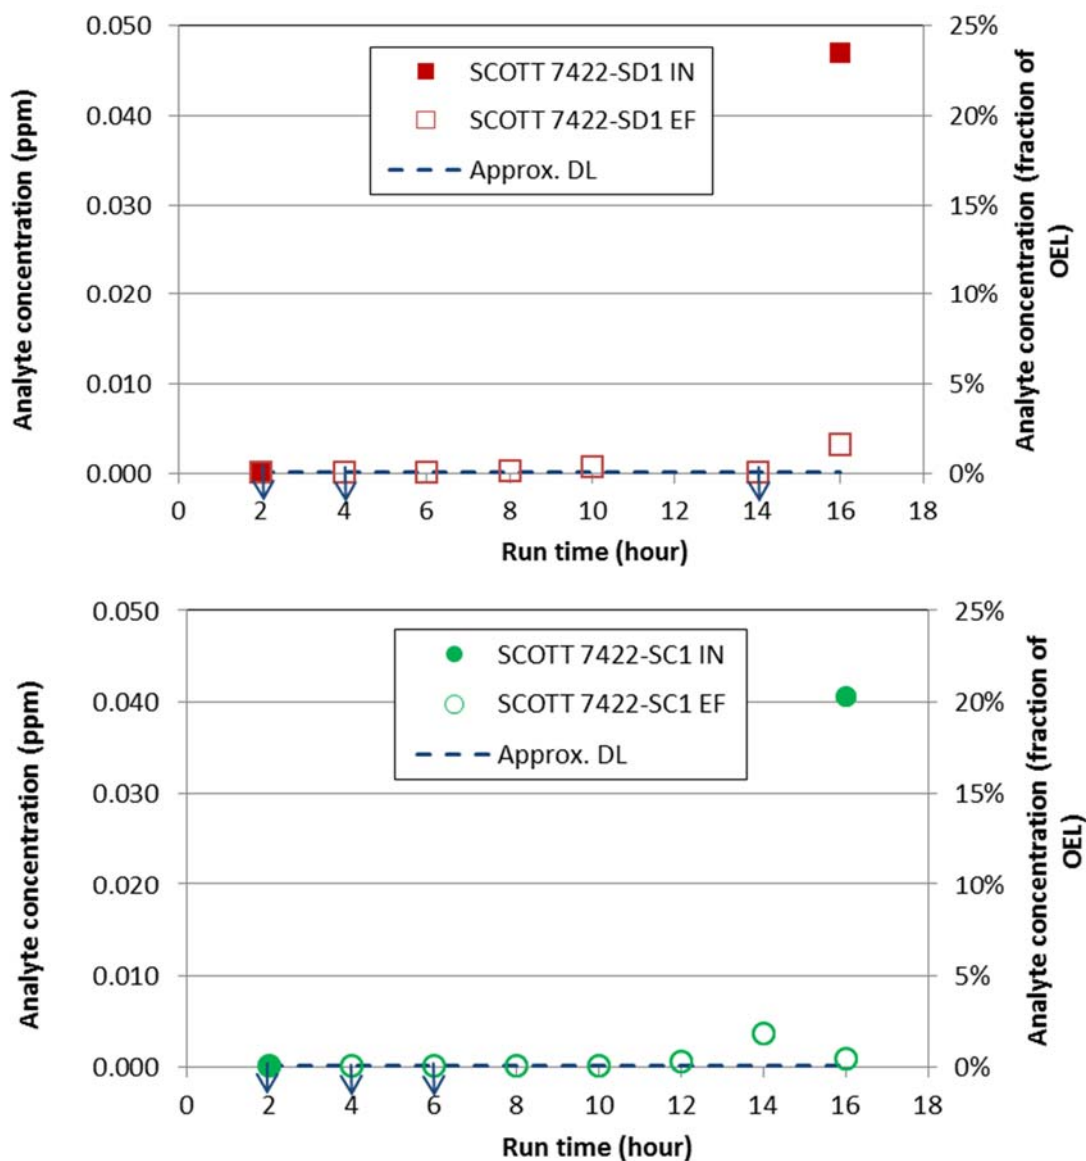 Analyte concentration (ppm)
0.050
0.040
0.030
0.020
0.010
0.000
SCOTT 7422-SD1 IN
SCOTT 7422-SD1 EF
Approx. DL
25%
20%
15%
10%
5%
0%
Analyte concentration (fraction of
OEL)
0 2 4 6 8 10 12 14 16 18
Run time (hour)
Analyte concentration (ppm)
0.050
0.040
0.030
0.020
0.010
0.000
SCOTT 7422-SC1 IN
SCOTT 7422-SC1 EF
Approx. DL
25%
20%
15%
10%
5%
0%
Analyte concentration (fraction of
OEL)
0 2 4 6 8 10 12 14 16 18
Run time (hour)